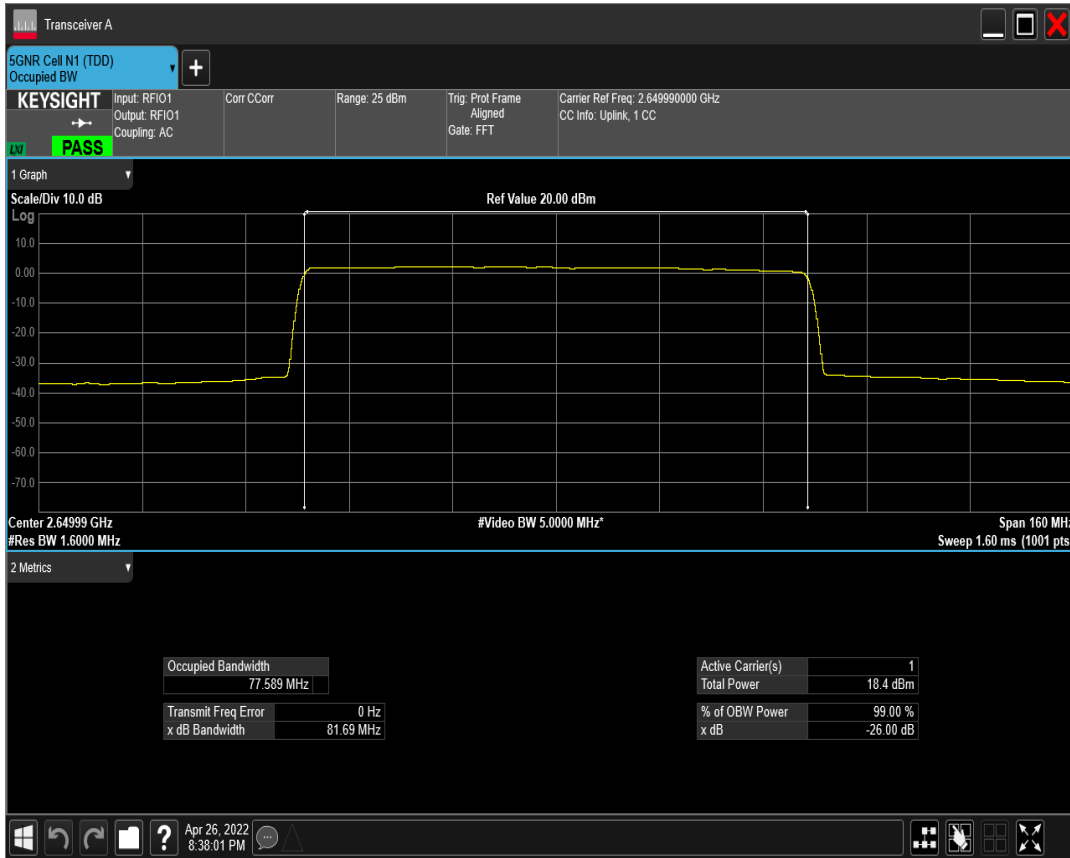 Transceiver A
5GNR Cell N1 (TDD)
Occupied BW
+
KEYSIGHT
LXI
PASS
Input: RFIO1
Output: RFIO1
Coupling: AC
Corr CCorr
Range: 25 dBm
Trig: Prot Frame
Aligned
Gate: FFT
Carrier Ref Freq: 2.649990000 GHz
CC Info: Uplink, 1 CC
1 Graph
Scale/Div 10.0 dB
Ref Value 20.00 dBm
Log
10.0
0.00
-10.0
-20.0
-30.0
-40.0
-50.0
-60.0
-70.0
Center 2.64999 GHz
#Video BW 5.0000 MHz*
Span 160 MHz
#Res BW 1.6000 MHz
Sweep 1.60 ms (1001 pts
2 Metrics
Occupied Bandwidth
77.589 MHz
Transmit Freq Error 0 Hz
x dB Bandwidth 81.69 MHz
Active Carrier(s) 1
Total Power 18.4 dBm
% of OBW Power 99.00 %
x dB -26.00 dB
?
Apr 26, 2022
8:38:01 PM